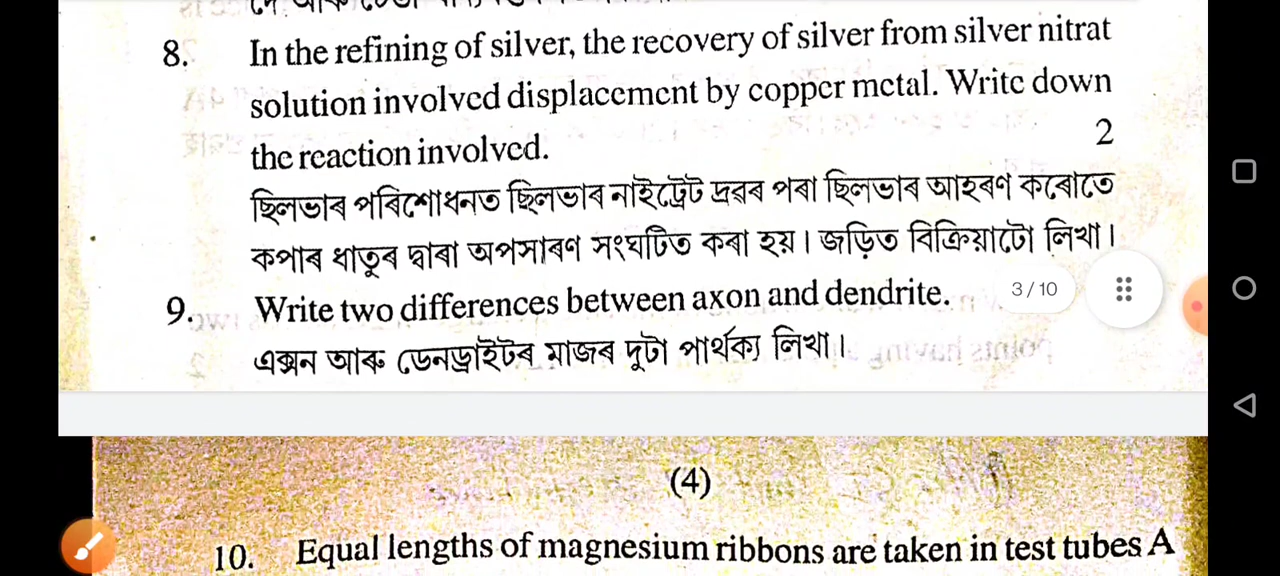 8. In the refining of silver, the recovery of silver from silver nitrat
solution involved displacement by copper metal. Write down
the reaction involved. 2
ছিলভাৰ পৰিশোধনত ছিলভাৰ নাইট্ৰেট দ্ৰৱৰ পৰা ছিলভাৰ আহৰণ কৰোতে
কপাৰ ধাতুৰ দ্বাৰা অপসাৰণ সংঘটিত কৰা হয়। জড়িত বিক্ৰিয়াটো লিখা।
9. Write two differences between axon and dendrite.
3/10
এক্সন আৰু ডেনড্ৰাইটৰ মাজৰ দুটা পাৰ্থক্য লিখা।
(4)
10. Equal lengths of magnesium ribbons are taken in test tubes A